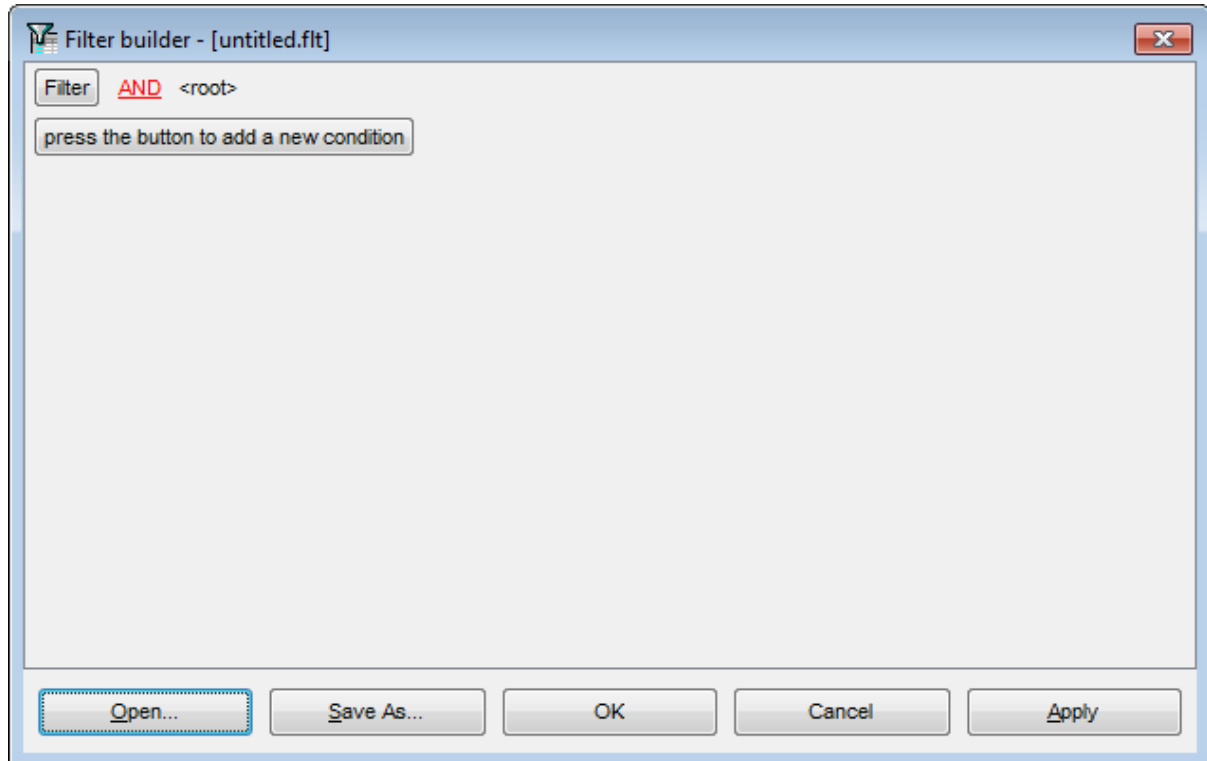 Filter builder - [untitled.flt]
Filter AND <root>
press the button to add a new condition
Open... Save As... OK Cancel Apply